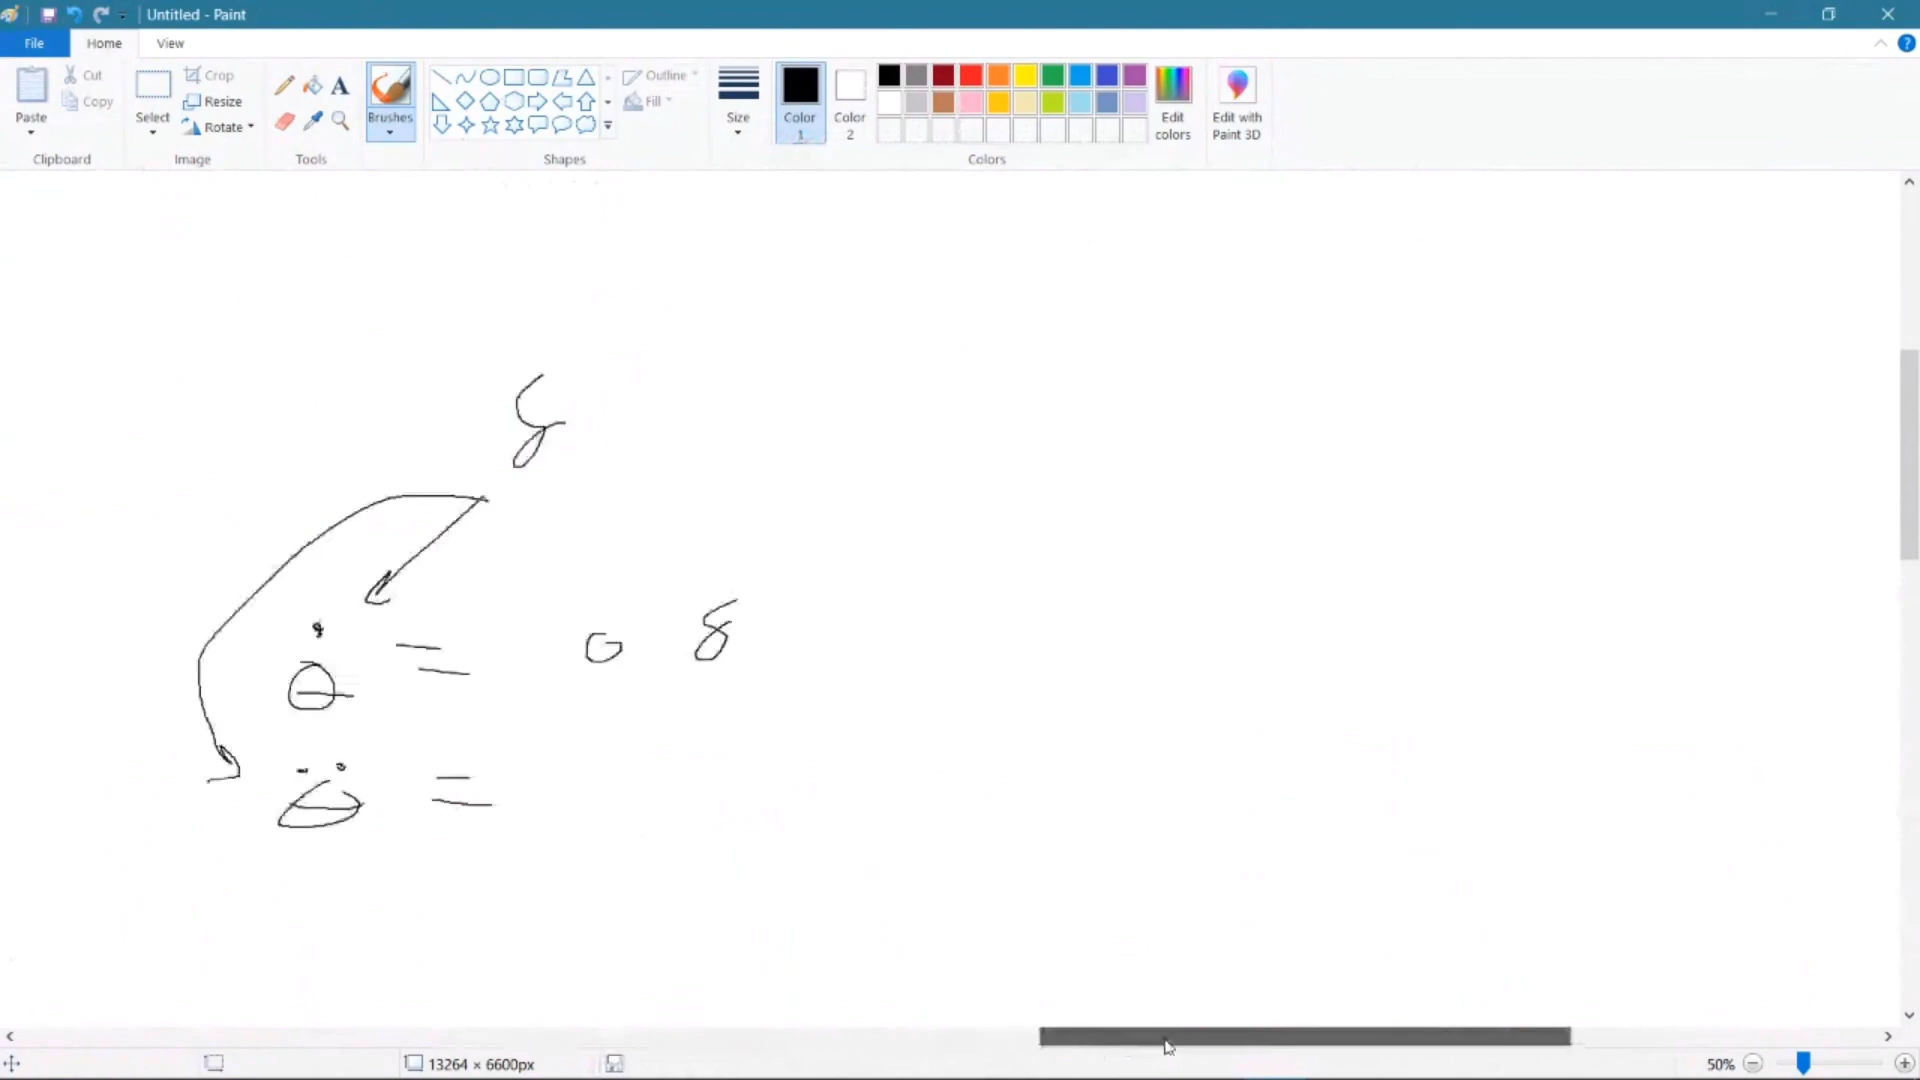 Untitled - Paint
File Home View
Paste
Cut
Copy
Clipboard
Select
Crop
Resize
Rotate
Image
A
Tools
Brushes
Shapes
Outline
Fill
Size
Color 1
Color 2
Edit colors
Colors
Edit with Paint 3D
=
=
13264 × 6600px
50%